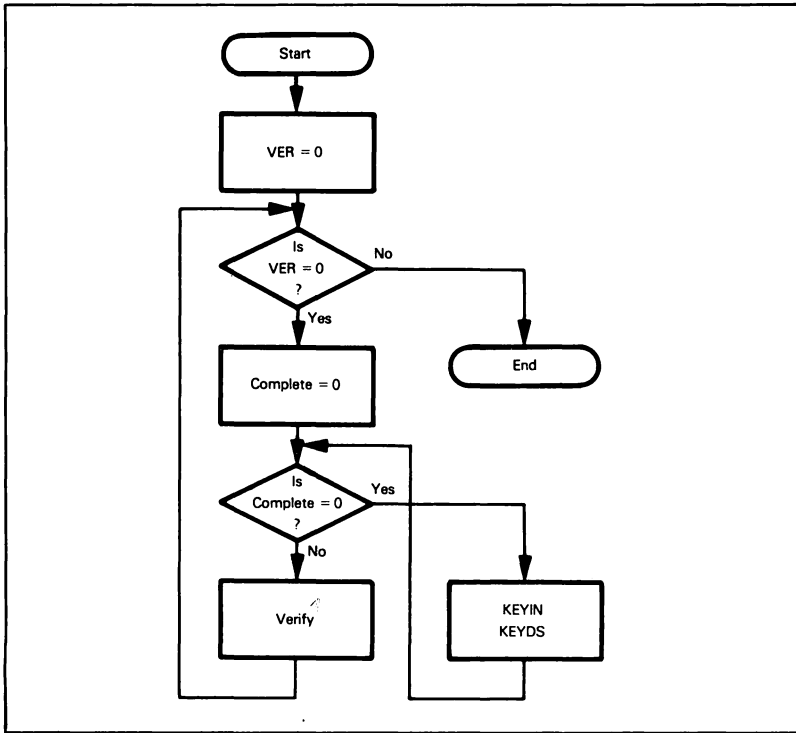 Start
VER = 0
Is
VER = 0
?
No
Yes
End
Complete = 0
Is
Complete = 0
?
Yes
No
Verify
KEYIN
KEYDS